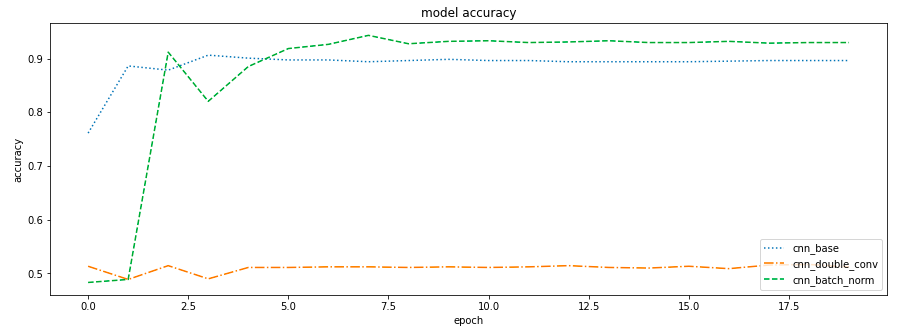 model accuracy
accuracy
0.9
0.8
0.7
0.6
0.5
0.0
2.5
5.0
7.5
10.0
12.5
15.0
17.5
epoch
cnn_base
cnn_double_conv
cnn_batch_norm